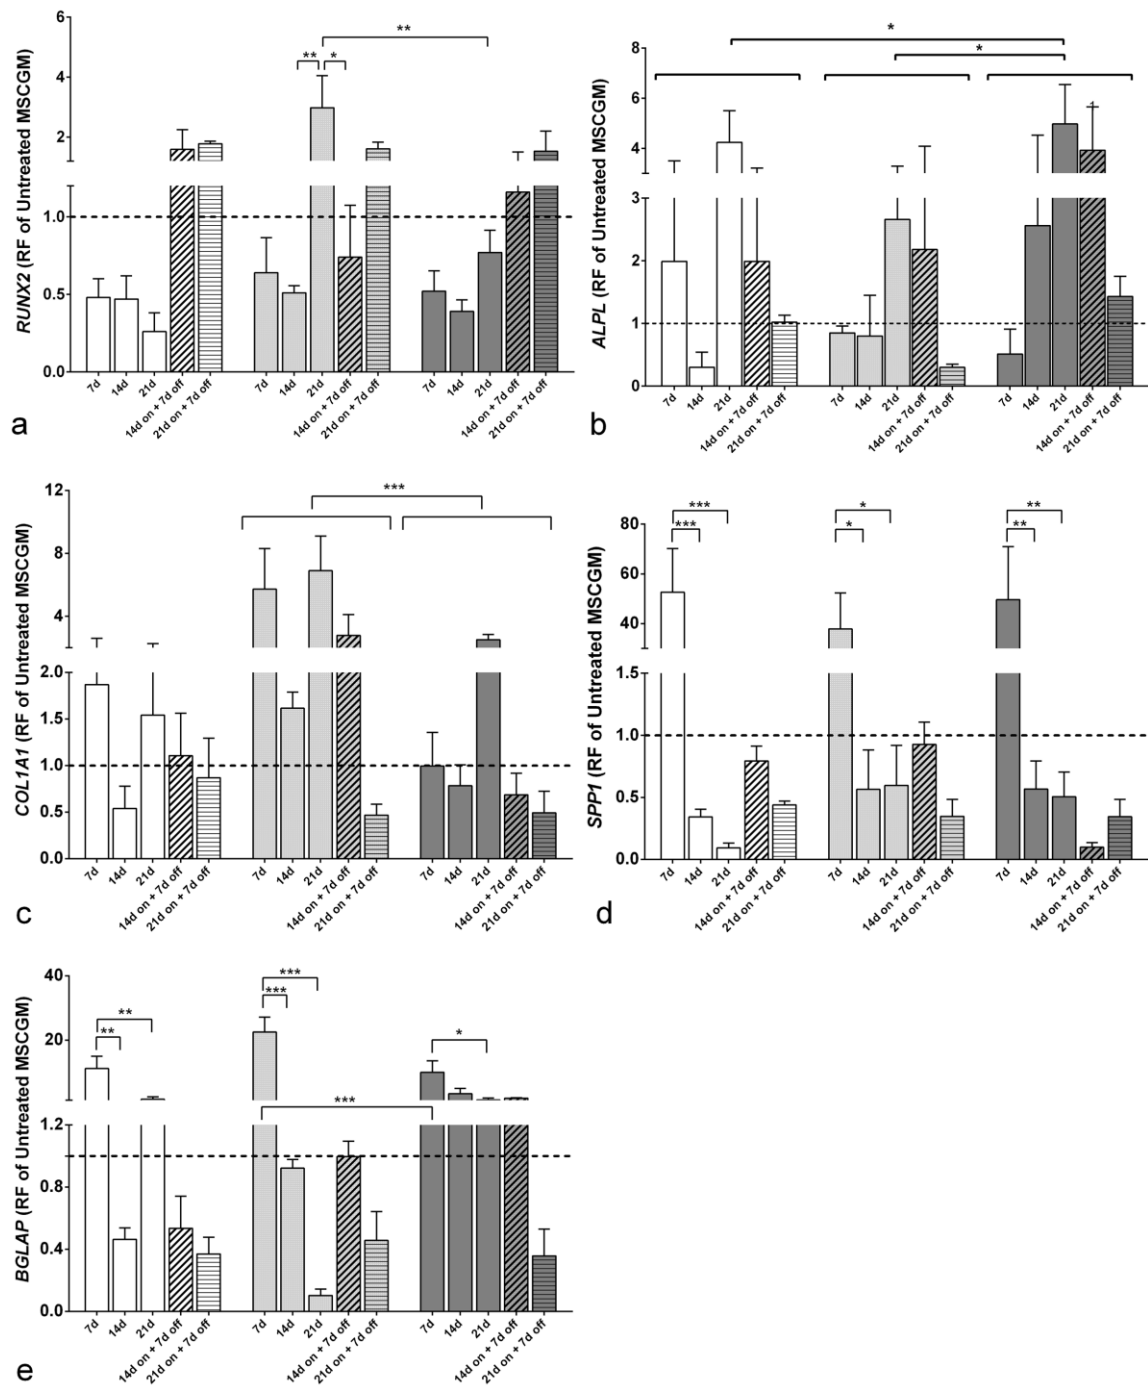 **
** *
RUNX2 (RF of Untreated MSCGM)
6
4
2
1.0
0.5
0.0
7d 14d 21d 14d on + 7d off 21d on + 7d off 7d 14d 21d 14d on + 7d off 21d on + 7d off 7d 14d 21d 14d on + 7d off 21d on + 7d off
a
*
*
ALPL (RF of Untreated MSCGM)
8
6
4
3
2
1
0
7d 14d 21d 14d on + 7d off 21d on + 7d off 7d 14d 21d 14d on + 7d off 21d on + 7d off 7d 14d 21d 14d on + 7d off 21d on + 7d off
b
***
COL1A1 (RF of Untreated MSCGM)
12
8
4
2.0
1.5
1.0
0.5
0.0
7d 14d 21d 14d on + 7d off 21d on + 7d off 7d 14d 21d 14d on + 7d off 21d on + 7d off 7d 14d 21d 14d on + 7d off 21d on + 7d off
c
*** * **
*** * **
SPP1 (RF of Untreated MSCGM)
80
60
40
1.5
1.0
0.5
0.0
7d 14d 21d 14d on + 7d off 21d on + 7d off 7d 14d 21d 14d on + 7d off 21d on + 7d off 7d 14d 21d 14d on + 7d off 21d on + 7d off
d
** *** *
** ***
***
BGLAP (RF of Untreated MSCGM)
40
20
1.2
0.8
0.4
0.0
7d 14d 21d 14d on + 7d off 21d on + 7d off 7d 14d 21d 14d on + 7d off 21d on + 7d off 7d 14d 21d 14d on + 7d off 21d on + 7d off
e